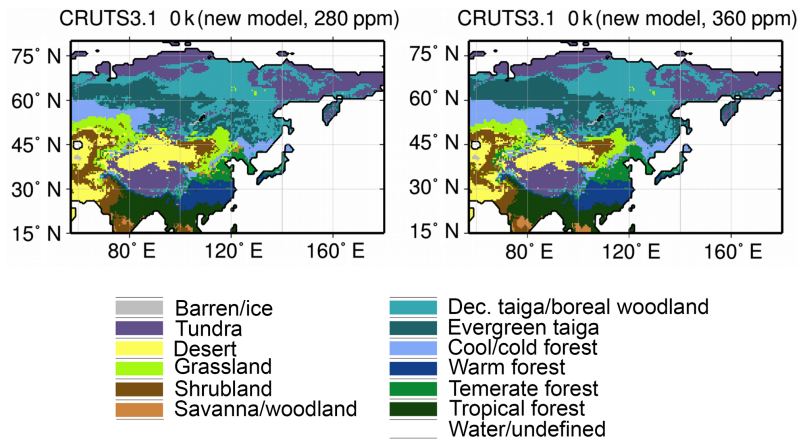 CRUTS3.1 0k (new model, 280 ppm)
CRUTS3.1 0k (new model, 360 ppm)
75° N
60° N
45° N
30° N
15° N
80° E
120° E
160° E
75° N
60° N
45° N
30° N
15° N
80° E
120° E
160° E
Barren/ice
Tundra
Desert
Grassland
Shrubland
Savanna/woodland
Dec. taiga/boreal woodland
Evergreen taiga
Cool/cold forest
Warm forest
Temerate forest
Tropical forest
Water/undefined